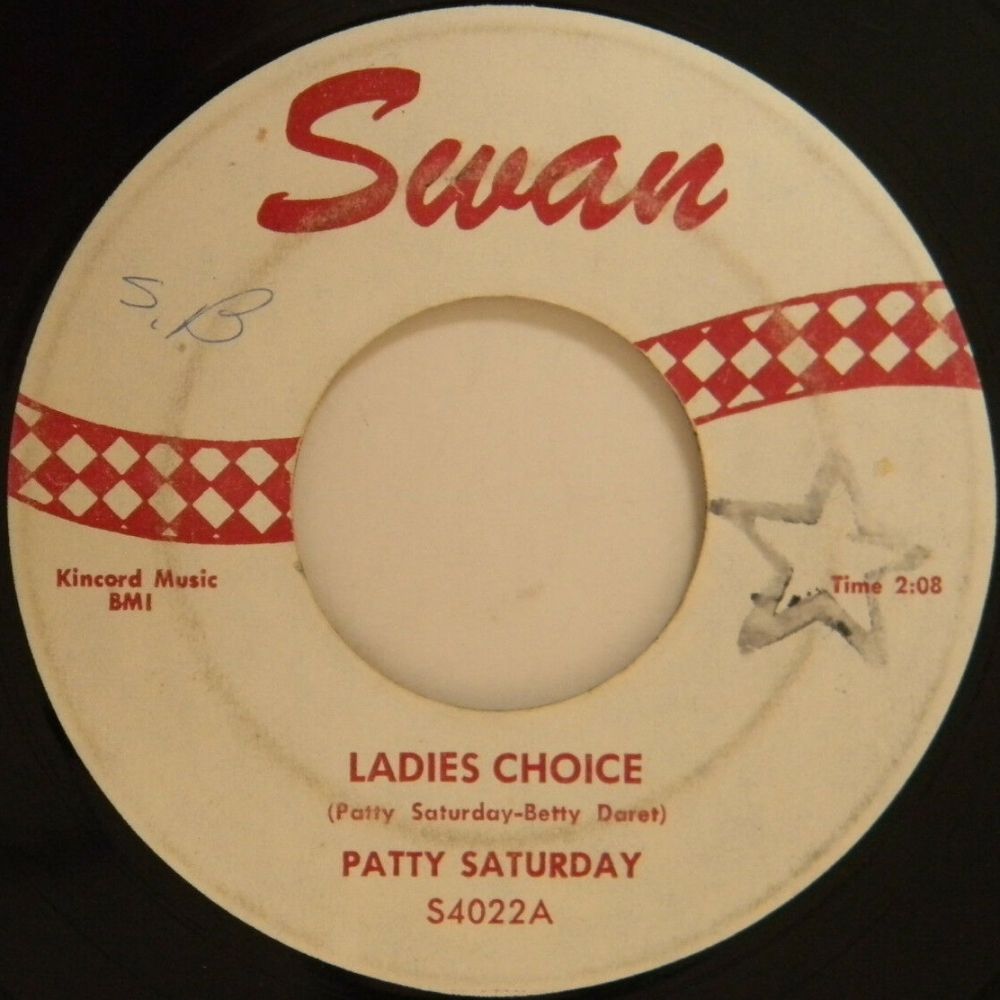 Swan
S.B
Kincord Music
BMI
Time 2:08
LADIES CHOICE
(Patty Saturday-Betty Daret)
PATTY SATURDAY
S4022A